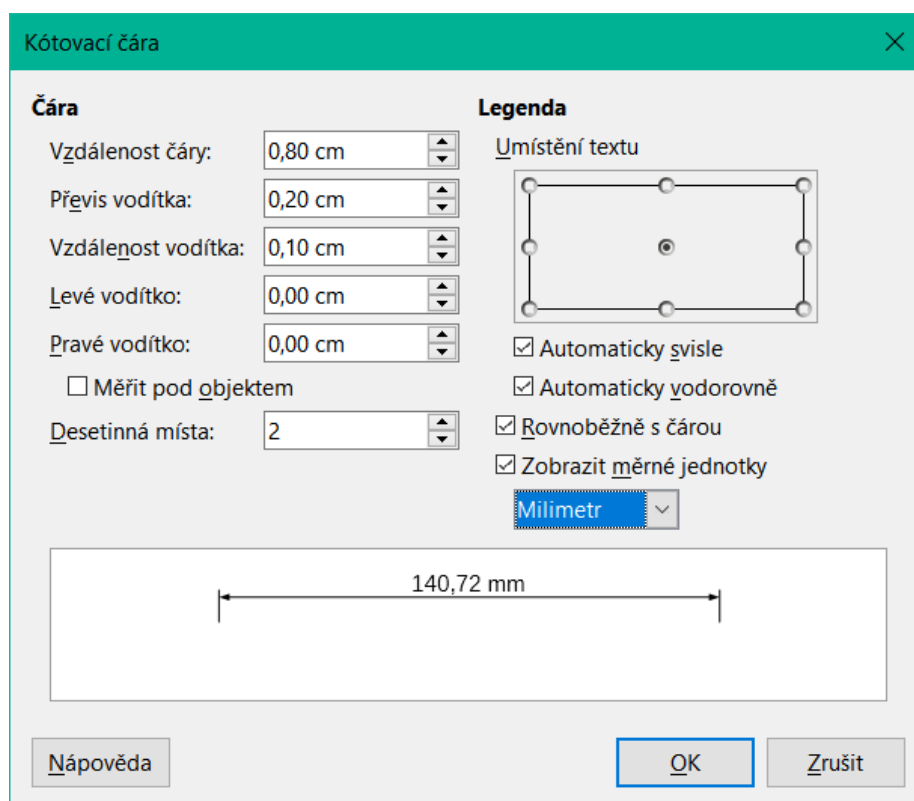 Kótovací čára
Čára
Vzdálenost čáry: 0,80 cm
Převis vodítka: 0,20 cm
Vzdálenost vodítka: 0,10 cm
Levé vodítko: 0,00 cm
Pravé vodítko: 0,00 cm
Měřit pod objektem
Desetinná místa: 2
Legenda
Umístění textu
Automaticky svisle
Automaticky vodorovně
Rovnoběžně s čárou
Zobrazit měrné jednotky
Milimetr
140,72 mm
Nápověda OK Zrušit